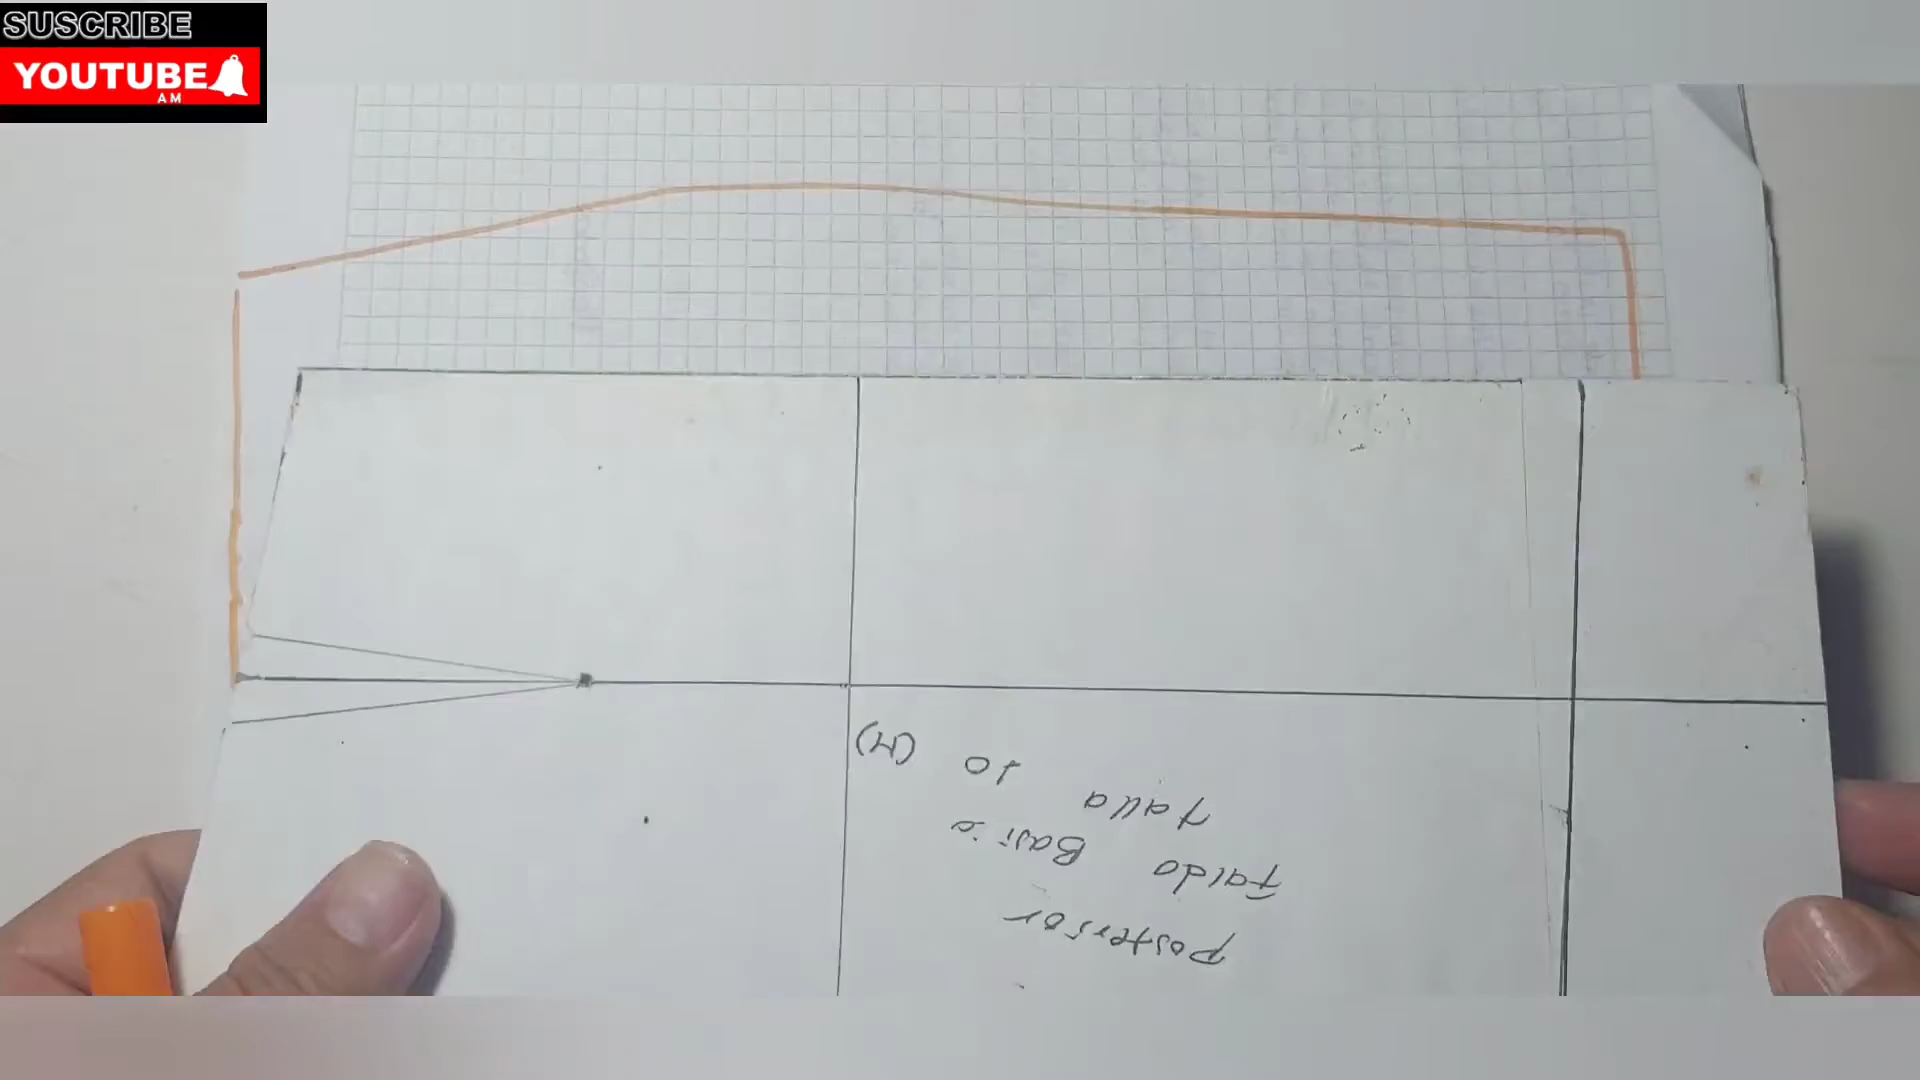 SUSCRIBE
YOUTUBE
AM
Posterior
Falda Basic
talla
10 (M)